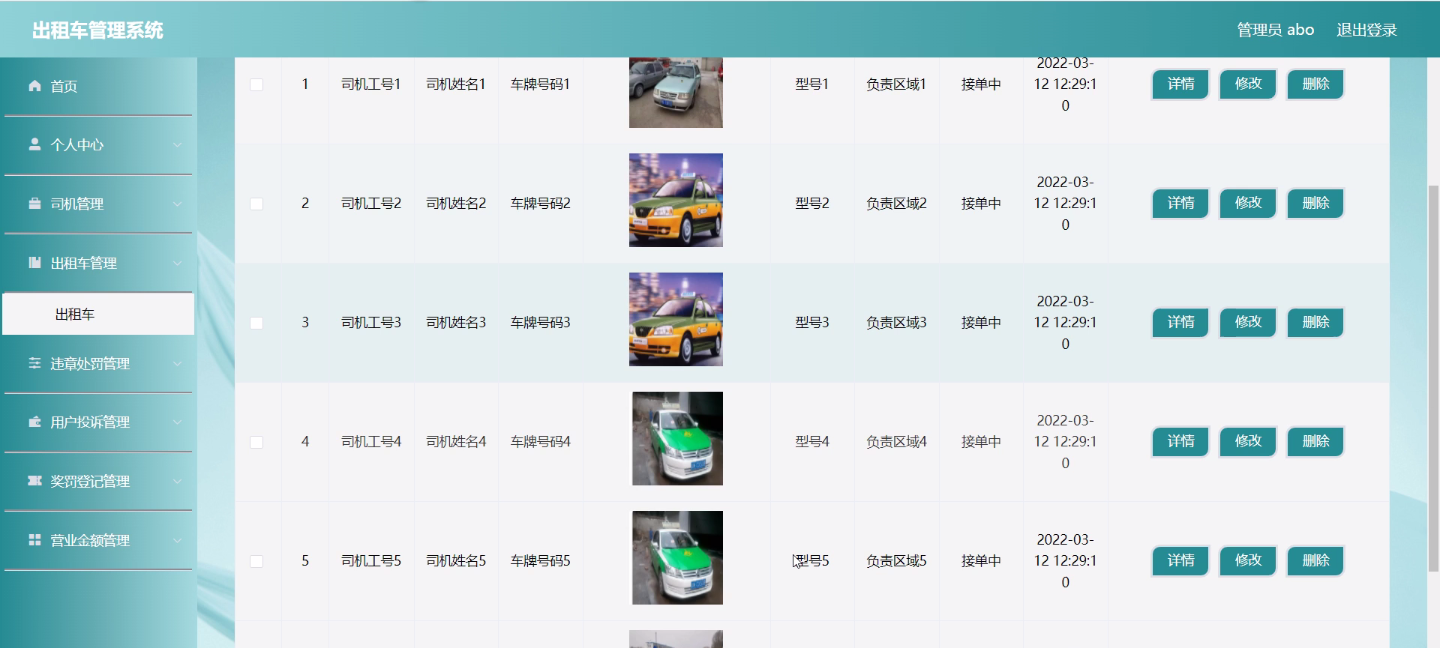 出租车管理系统
管理员 abo 退出登录
首页
个人中心
司机管理
出租车管理
出租车
违章处罚管理
用户投诉管理
奖罚登记管理
营业金额管理
1 司机工号1 司机姓名1 车牌号码1 型号1 负责区域1 接单中 2022-03-
12 12:29:1
0
详情 修改 删除
2 司机工号2 司机姓名2 车牌号码2 型号2 负责区域2 接单中 2022-03-
12 12:29:1
0
详情 修改 删除
3 司机工号3 司机姓名3 车牌号码3 型号3 负责区域3 接单中 2022-03-
12 12:29:1
0
详情 修改 删除
4 司机工号4 司机姓名4 车牌号码4 型号4 负责区域4 接单中 2022-03-
12 12:29:1
0
详情 修改 删除
5 司机工号5 司机姓名5 车牌号码5 型号5 负责区域5 接单中 2022-03-
12 12:29:1
0
详情 修改 删除